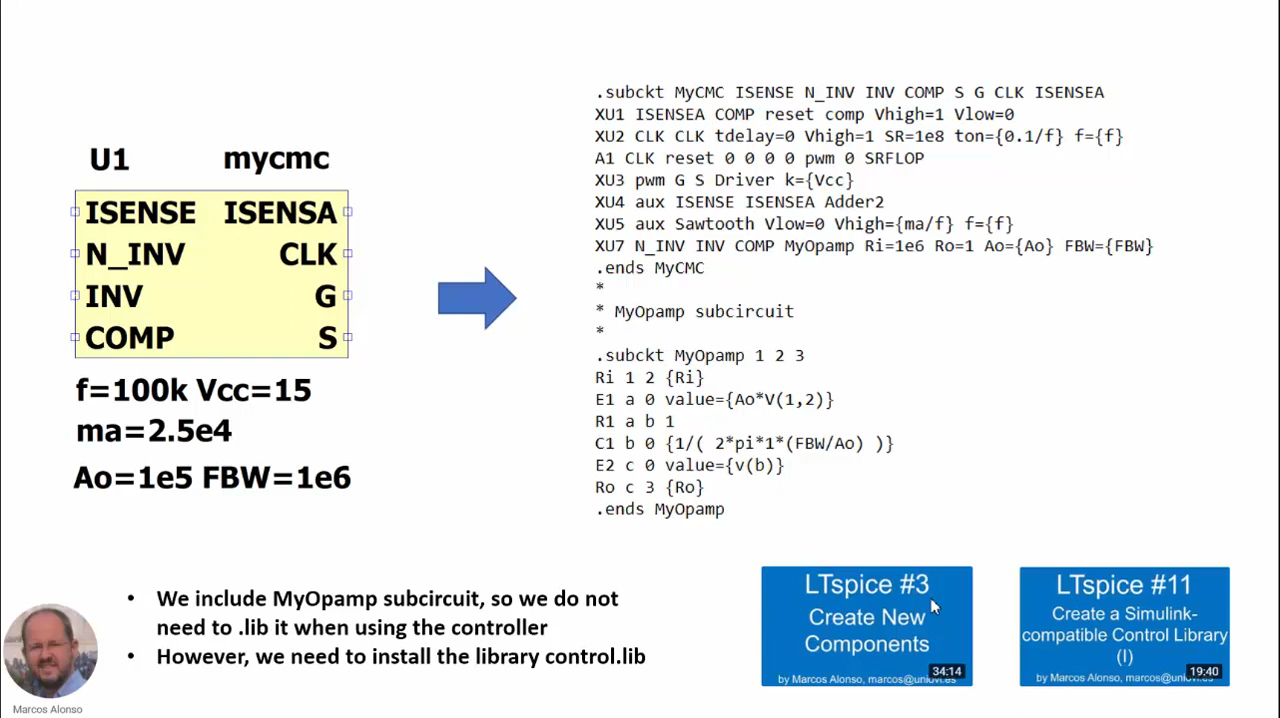 U1 mycmc
ISENSE ISENSA
N_INV CLK
INV G
COMP S
f=100k Vcc=15
ma=2.5e4
Ao=1e5 FBW=1e6
.subckt MyCMC ISENSE N_INV INV COMP S G CLK ISENSEA
XU1 ISENSEA COMP reset comp Vhigh=1 Vlow=0
XU2 CLK CLK tdelay=0 Vhigh=1 SR=1e8 ton={0.1/f} f={f}
A1 CLK reset 0 0 0 0 pwm 0 SRFLOP
XU3 pwm G S Driver k={Vcc}
XU4 aux ISENSE ISENSEA Adder2
XU5 aux Sawtooth Vlow=0 Vhigh={ma/f} f={f}
XU7 N_INV INV COMP MyOpamp Ri=1e6 Ro=1 Ao={Ao} FBW={FBW}
.ends MyCMC
*
* MyOpamp subcircuit
*
.subckt MyOpamp 1 2 3
Ri 1 2 {Ri}
E1 a 0 value={Ao*V(1,2)}
R1 a b 1
C1 b 0 {1/( 2*pi*1*(FBW/Ao) )}
E2 c 0 value={v(b)}
Ro c 3 {Ro}
.ends MyOpamp
• We include MyOpamp subcircuit, so we do not
need to .lib it when using the controller
• However, we need to install the library control.lib
LTspice #3
Create New
Components
34:14
by Marcos Alonso, marcos@uniovi.es
LTspice #11
Create a Simulink-
compatible Control Library
(I)
19:40
by Marcos Alonso, marcos@uniovi.es
Marcos Alonso